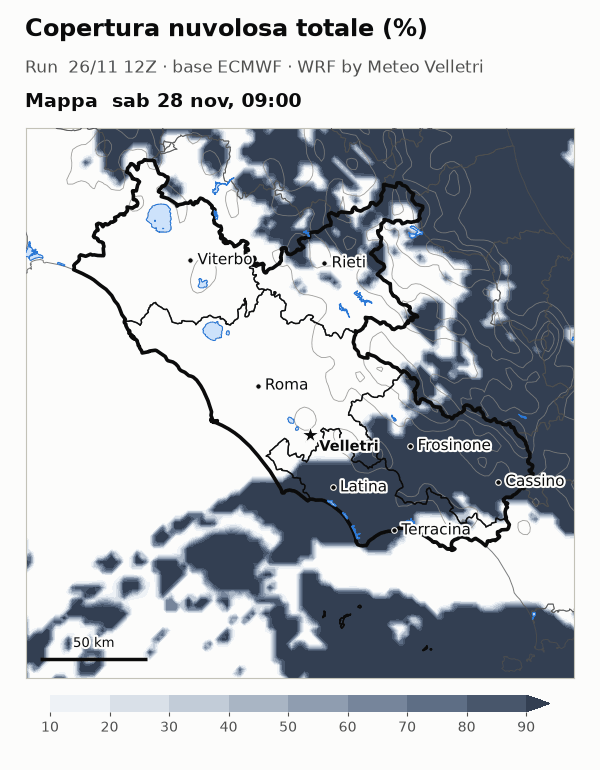 Copertura nuvolosa totale (%)
Run  26/11 12Z · base ECMWF · WRF by Meteo Velletri
Mappa  sab 28 nov, 09:00
Viterbo
Rieti
Roma
Velletri
Frosinone
Cassino
Latina
Terracina
50 km
10 20 30 40 50 60 70 80 90